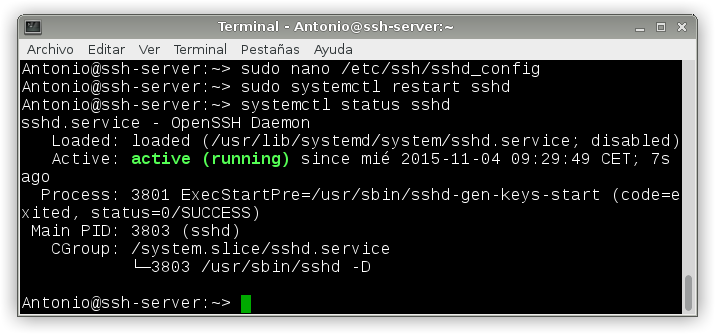 Terminal - Antonio@ssh-server:~
Archivo Editar Ver Terminal Pestañas Ayuda
Antonio@ssh-server:~> sudo nano /etc/ssh/sshd_config
Antonio@ssh-server:~> sudo systemctl restart sshd
Antonio@ssh-server:~> systemctl status sshd
sshd.service - OpenSSH Daemon
   Loaded: loaded (/usr/lib/systemd/system/sshd.service; disabled)
   Active: active (running) since mié 2015-11-04 09:29:49 CET; 7s
ago
  Process: 3801 ExecStartPre=/usr/sbin/sshd-gen-keys-start (code=e
xited, status=0/SUCCESS)
 Main PID: 3803 (sshd)
   CGroup: /system.slice/sshd.service
           └─3803 /usr/sbin/sshd -D
Antonio@ssh-server:~>